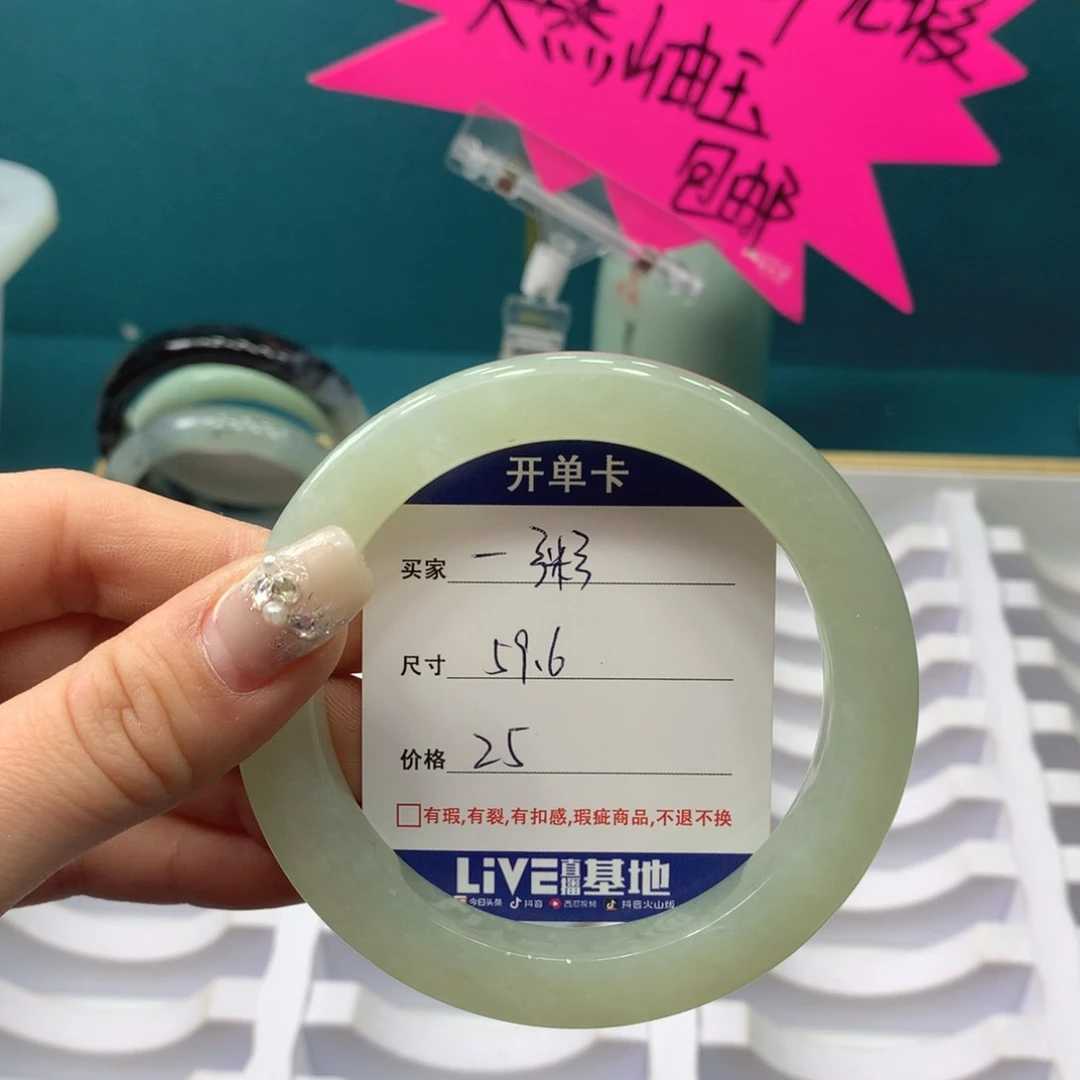 天然岫玉
包邮
开单卡
买家 一粥
尺寸 59.6
价格 25
有瑕,有裂,有扣感,瑕疵商品,不退不换
LiVE直播基地
今日头条 抖音 西瓜视频 抖音火山版